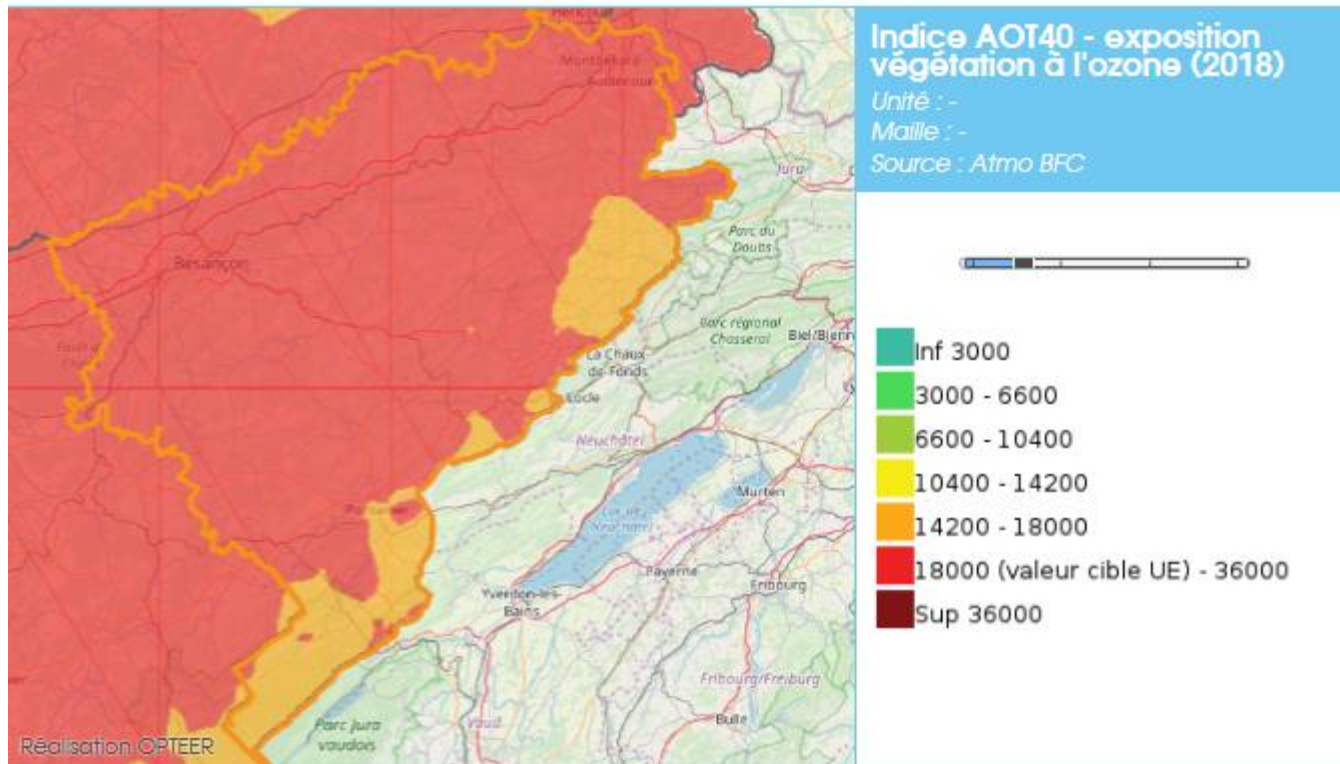 Indice AOT40 - exposition
végétation à l'ozone (2018)
Unité : -
Maille : -
Source : Atmo BFC
Inf 3000
3000 - 6600
6600 - 10400
10400 - 14200
14200 - 18000
18000 (valeur cible UE) - 36000
Sup 36000
Héricourt
Montbéliard
Audincourt
Jura
Parc du
Doubs
Besançon
Parc régional
Chasseral
Biel/Bienn
La Chaux-
de-Fonds
Locle
Neuchâtel
Murten
Lac de
Neuchâtel
Payerne
Fribourg
Yverdon-les-
Bains
Fribourg/Freiburg
Bulle
Vaud
Parc Jura
vaudois
Réalisation OPTEER